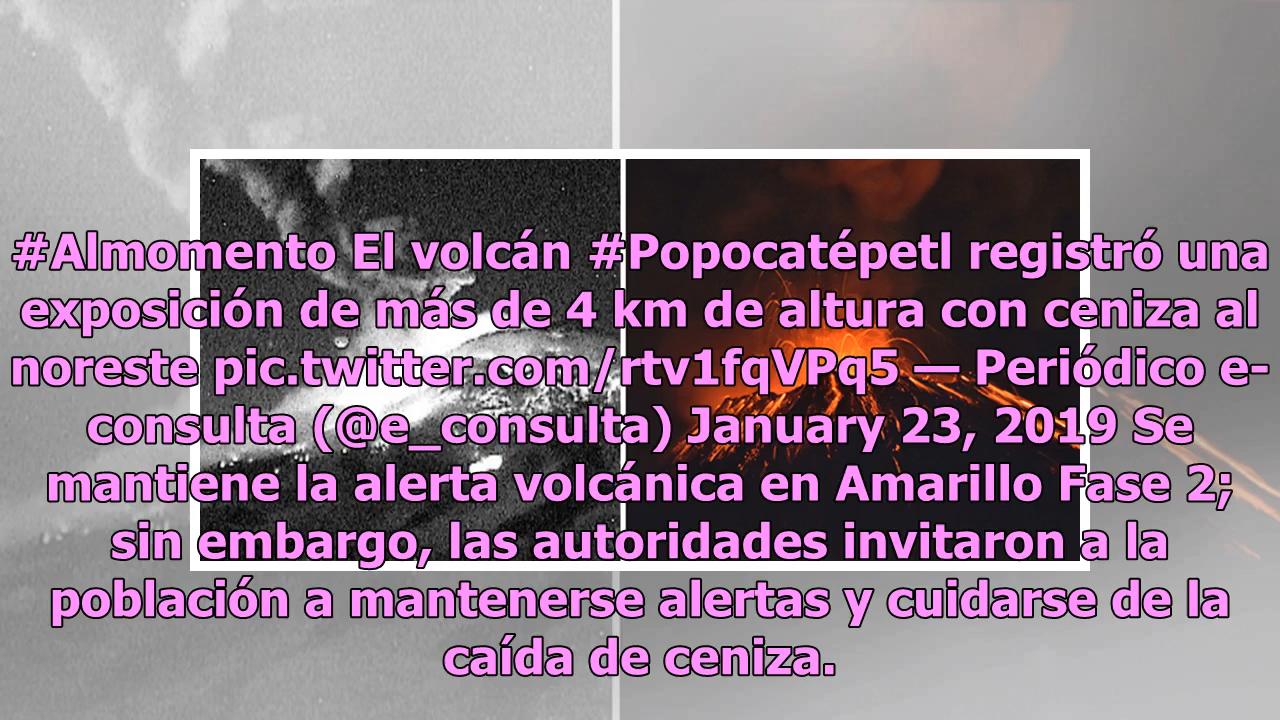 #Almomento El volcán #Popocatépetl registró una
exposición de más de 4 km de altura con ceniza al
noreste pic.twitter.com/rtv1fqVPq5 — Periódico e-
consulta (@e_consulta) January 23, 2019 Se
mantiene la alerta volcánica en Amarillo Fase 2;
sin embargo, las autoridades invitaron a la
población a mantenerse alertas y cuidarse de la
caída de ceniza.